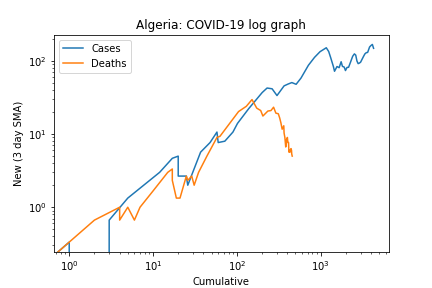 Algeria: COVID-19 log graph
Cases
Deaths
New (3 day SMA)
10²
10¹
10⁰
10⁰ 10¹ 10² 10³
Cumulative